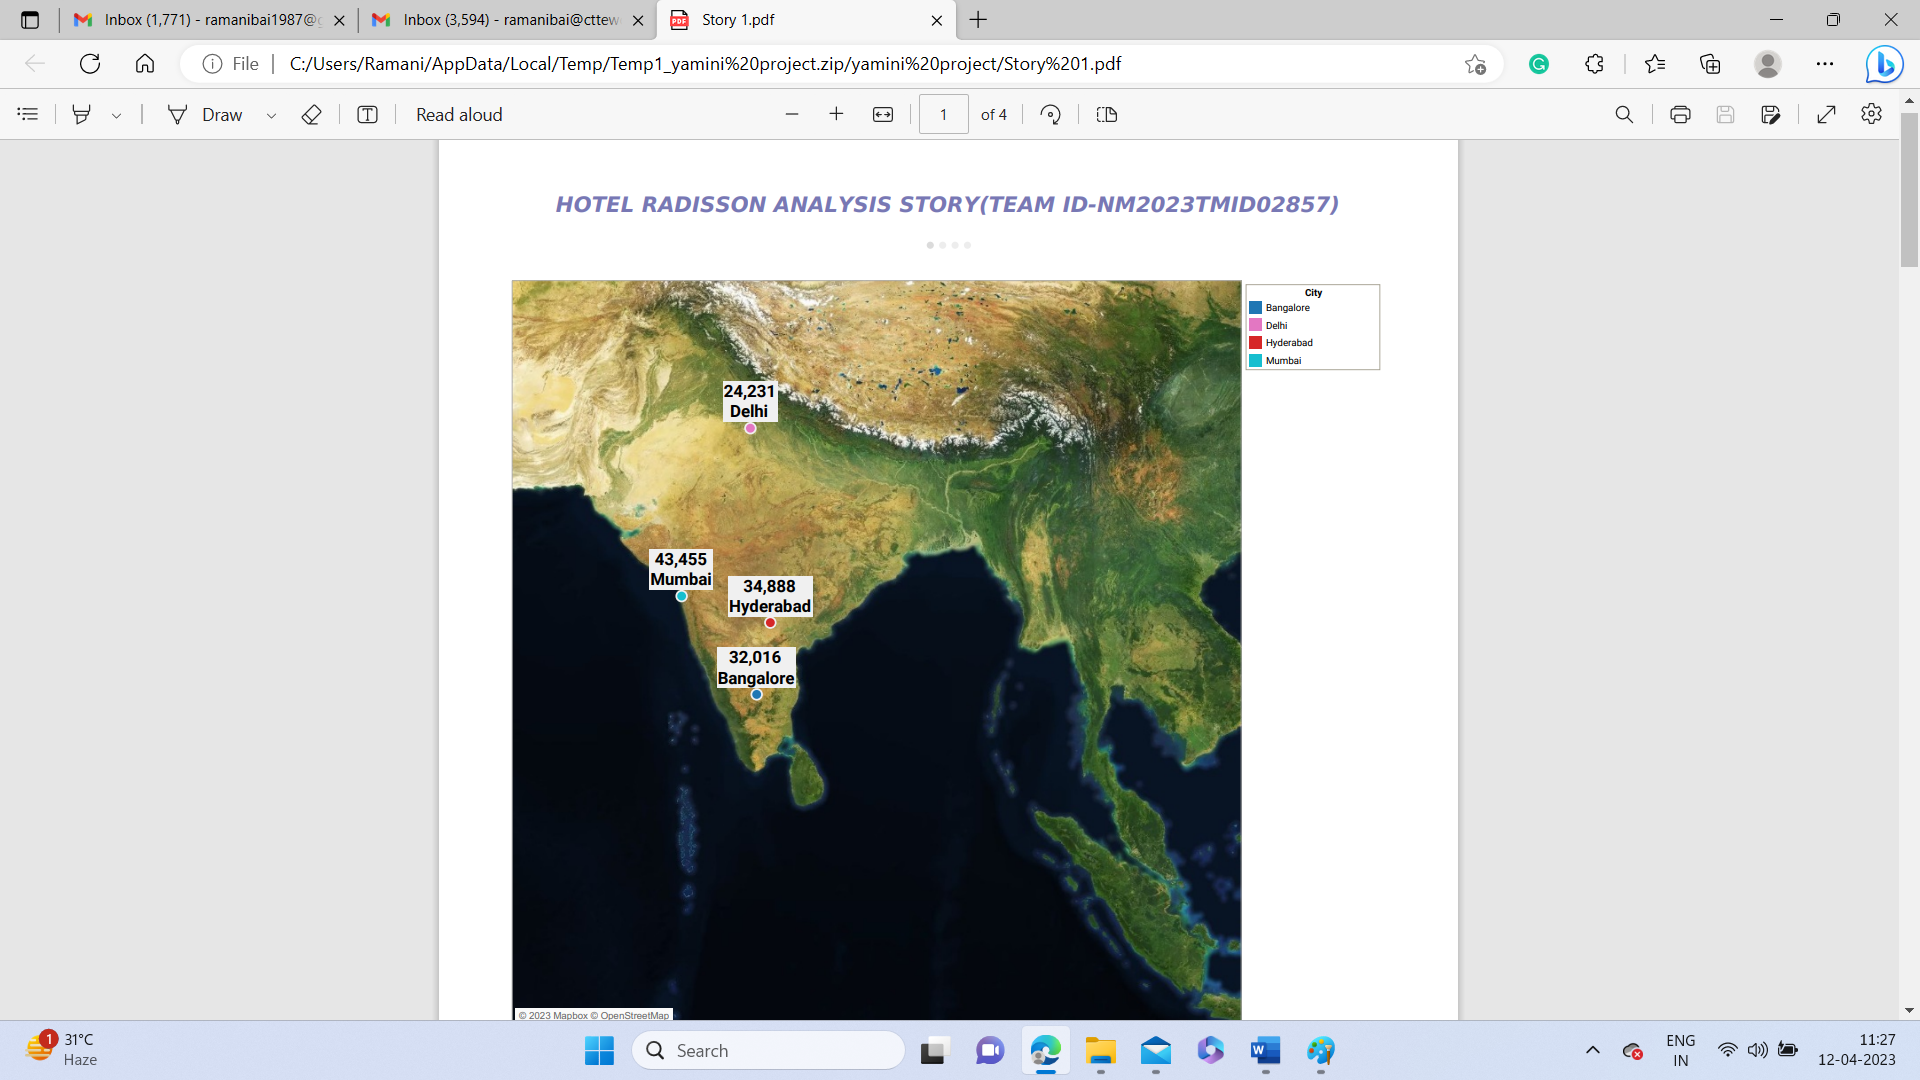 Inbox (1,771) - ramanibai1987@g
Inbox (3,594) - ramanibai@cttew
Story 1.pdf
File
C:/Users/Ramani/AppData/Local/Temp/Temp1_yamini%20project.zip/yamini%20project/Story%201.pdf
Draw
Read aloud
1
of 4
HOTEL RADISSON ANALYSIS STORY(TEAM ID-NM2023TMID02857)
City
Bangalore
Delhi
Hyderabad
Mumbai
24,231
Delhi
43,455
Mumbai
34,888
Hyderabad
32,016
Bangalore
© 2023 Mapbox © OpenStreetMap
1
31°C
Haze
Search
ENG
IN
11:27
12-04-2023